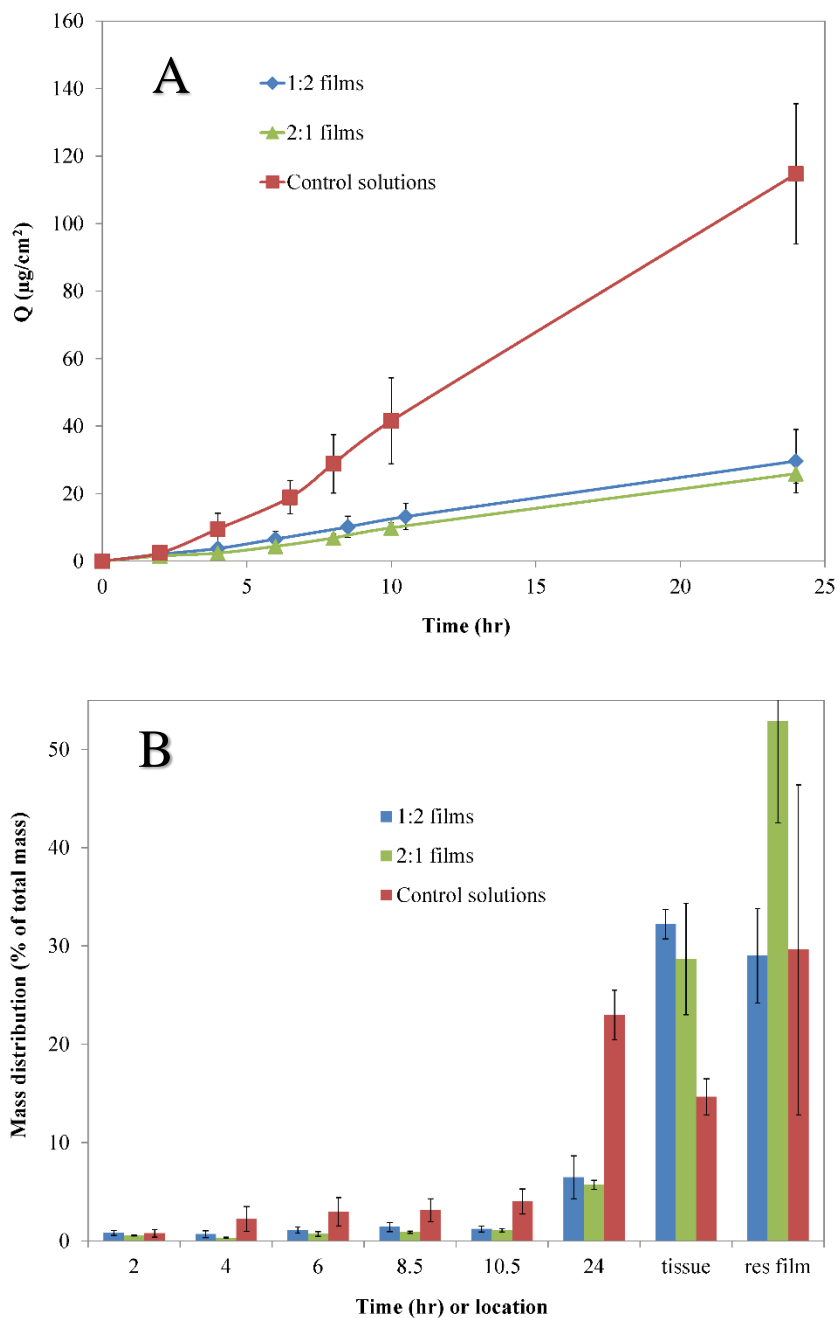 160
140
120
100
80
60
40
20
0
Q (µg/cm²)
A
1:2 films
2:1 films
Control solutions
0 5 10 15 20 25
Time (hr)
50
40
30
20
10
0
Mass distribution (% of total mass)
B
1:2 films
2:1 films
Control solutions
2 4 6 8.5 10.5 24 tissue res film
Time (hr) or location